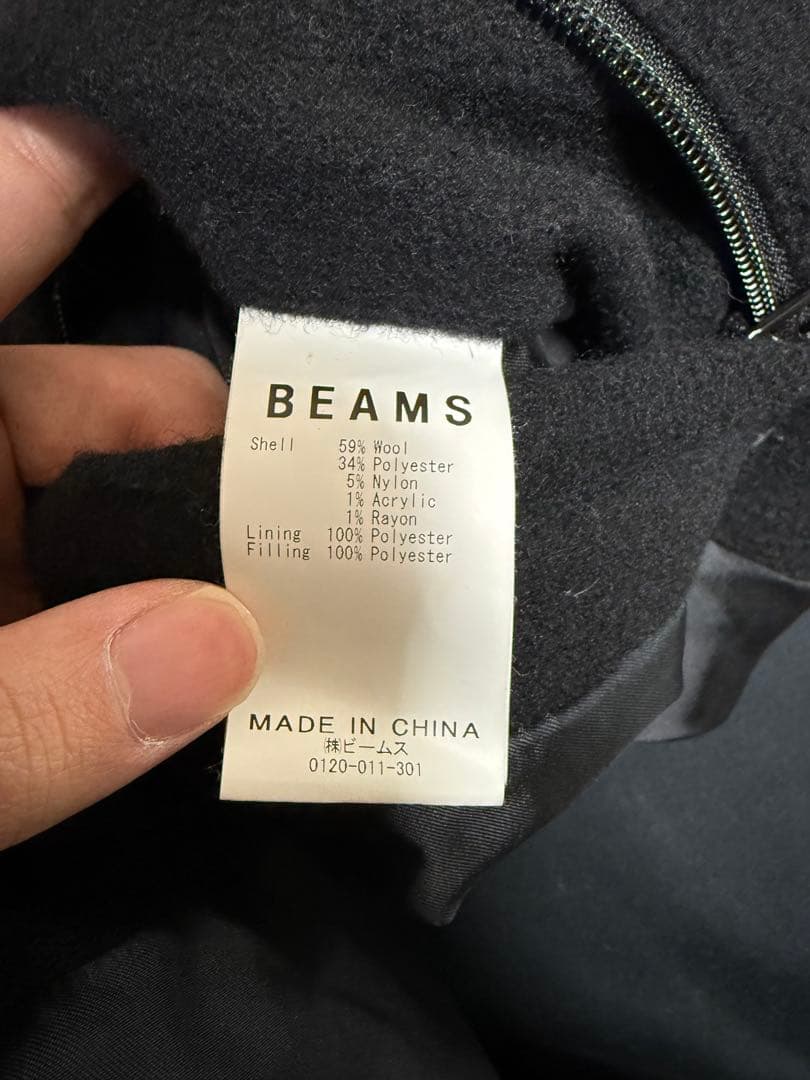 BEAMS
Shell 59% Wool
34% Polyester
5% Nylon
1% Acrylic
1% Rayon
Lining 100% Polyester
Filling 100% Polyester
MADE IN CHINA
㈱ビームス
0120-011-301